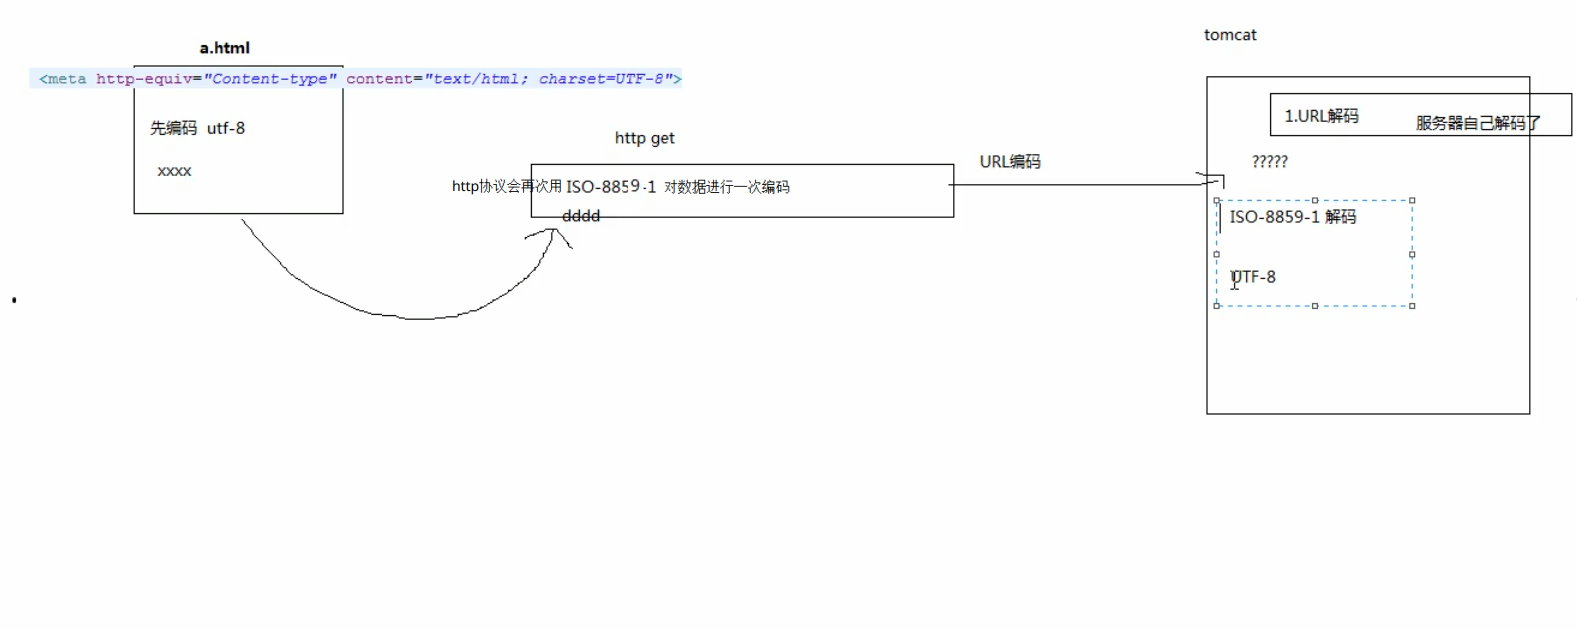 a.html
<meta http-equiv="Content-type" content="text/html; charset=UTF-8">
先编码 utf-8
xxxx
http get
http协议会再次用 ISO-8859-1 对数据进行一次编码
dddd
URL编码
tomcat
1.URL解码
服务器自己解码了
?????
ISO-8859-1 解码
UTF-8